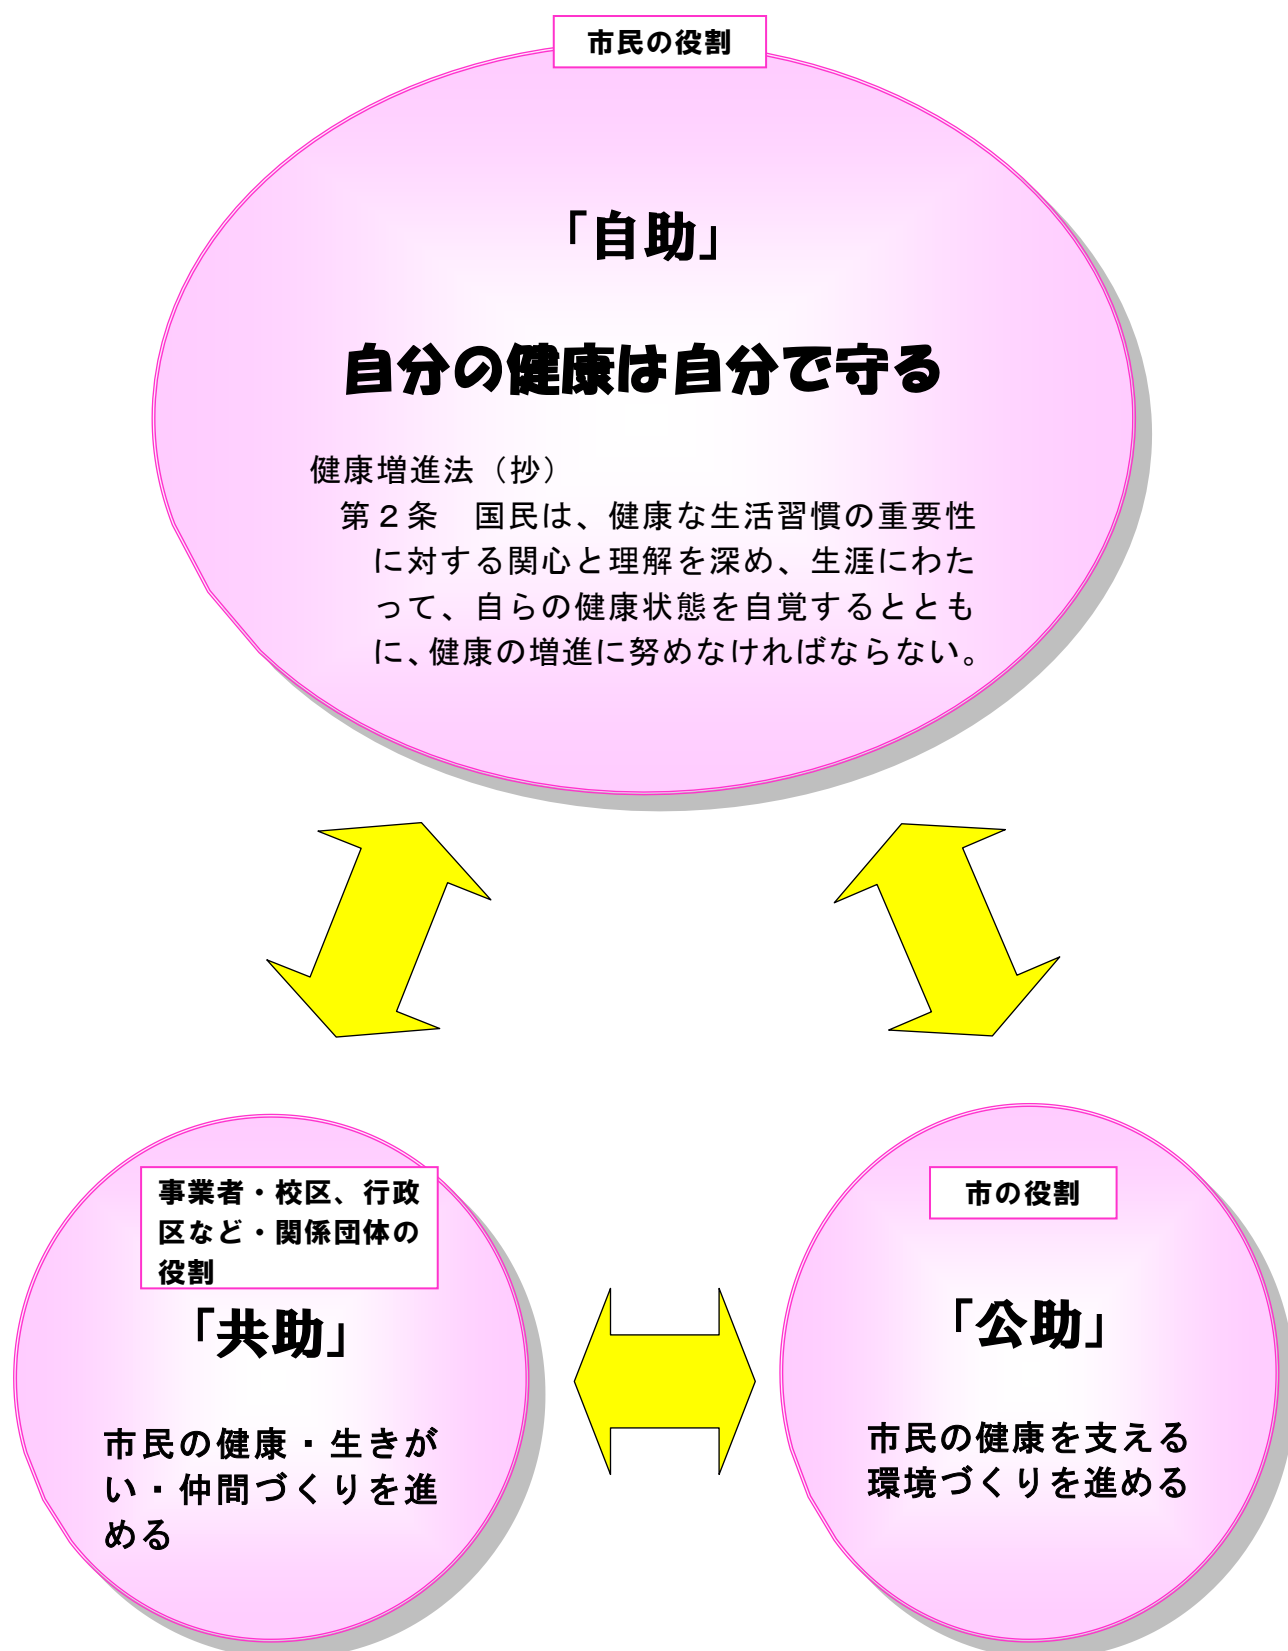 市民の役割
「自助」
自分の健康は自分で守る
健康増進法（抄）
第２条　国民は、健康な生活習慣の重要性
に対する関心と理解を深め、生涯にわた
って、自らの健康状態を自覚するととも
に、健康の増進に努めなければならない。
事業者・校区、行政
区など・関係団体の
役割
「共助」
市民の健康・生きが
い・仲間づくりを進
める
市の役割
「公助」
市民の健康を支える
環境づくりを進める